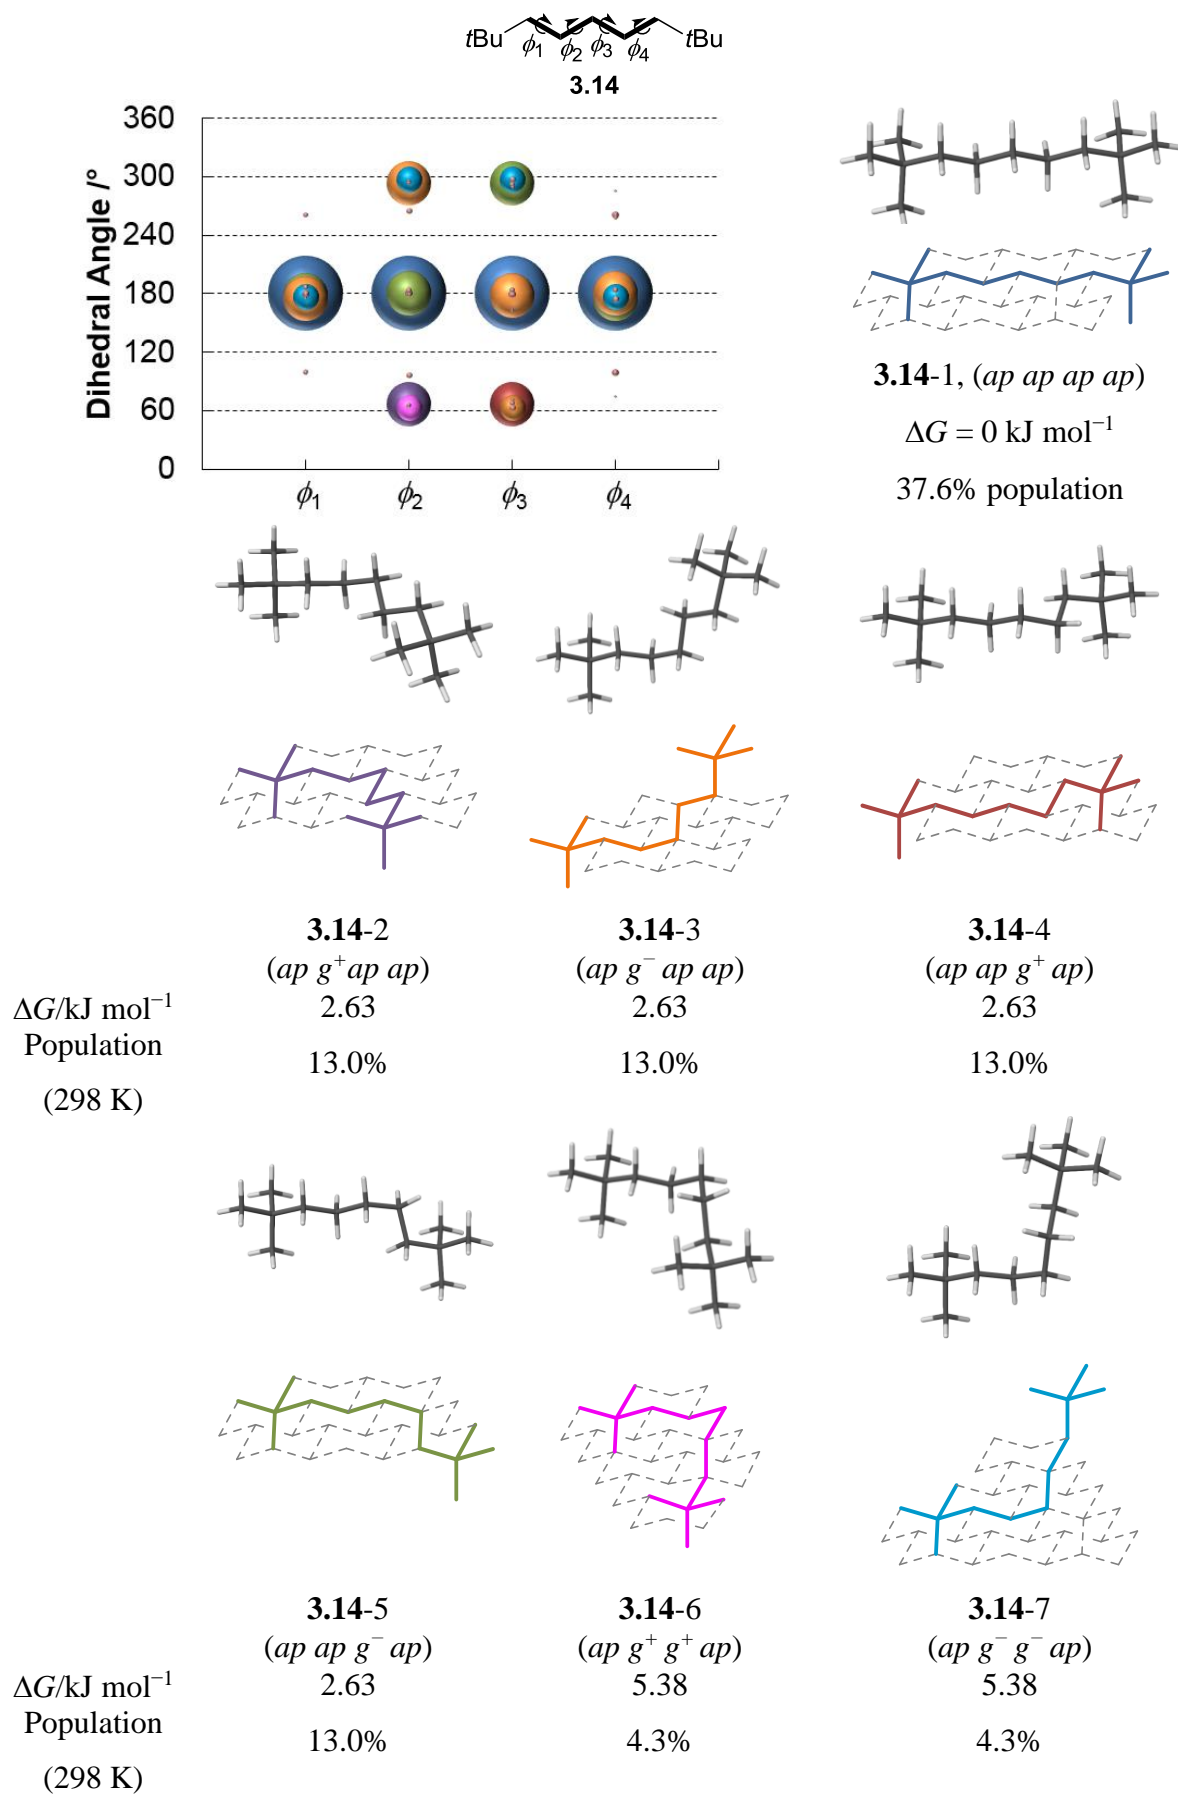 tBu ϕ1 ϕ2 ϕ3 ϕ4 tBu
3.14
Dihedral Angle /°
360
300
240
180
120
60
0
ϕ1 ϕ2 ϕ3 ϕ4
3.14-1, (ap ap ap ap)
ΔG = 0 kJ mol⁻¹
37.6% population
3.14-2 3.14-3 3.14-4
(ap g⁺ ap ap) (ap g⁻ ap ap) (ap ap g⁺ ap)
ΔG/kJ mol⁻¹ 2.63 2.63 2.63
Population
13.0% 13.0% 13.0%
(298 K)
3.14-5 3.14-6 3.14-7
(ap ap g⁻ ap) (ap g⁺ g⁺ ap) (ap g⁻ g⁻ ap)
ΔG/kJ mol⁻¹ 2.63 5.38 5.38
Population
13.0% 4.3% 4.3%
(298 K)